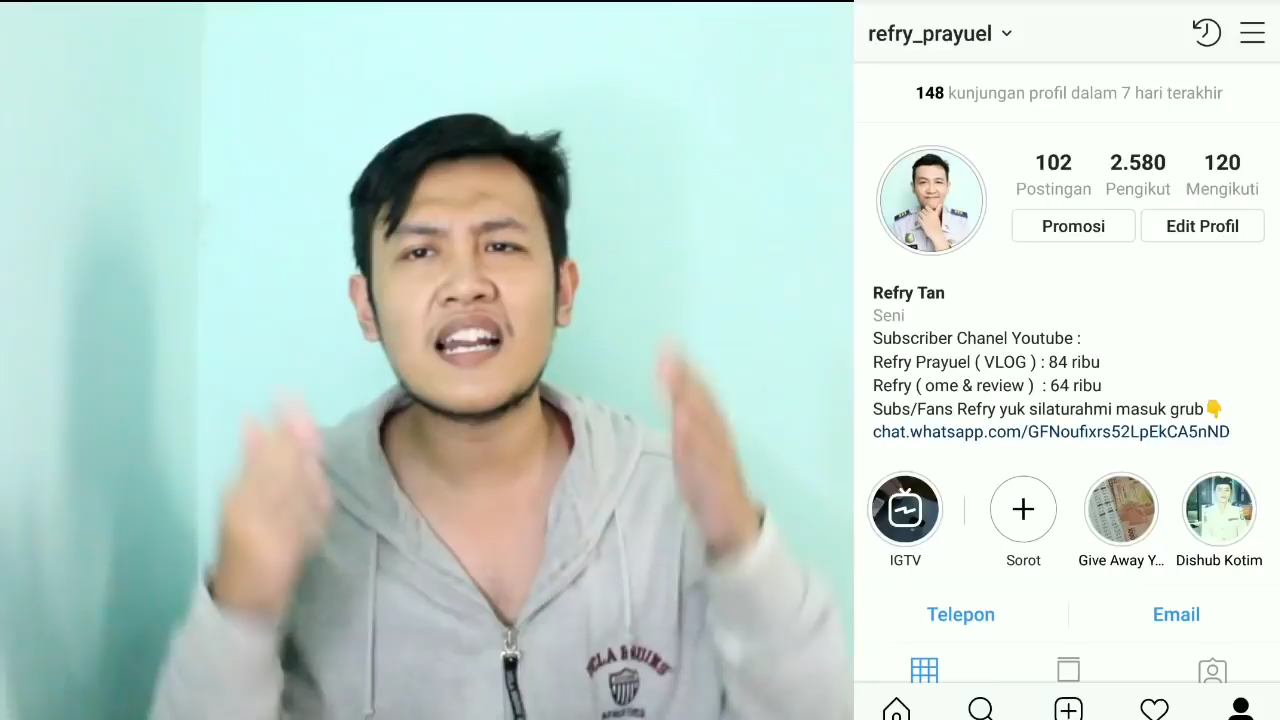 refry_prayuel
148 kunjungan profil dalam 7 hari terakhir
102 2.580 120
Postingan Pengikut Mengikuti
Promosi Edit Profil
Refry Tan
Seni
Subscriber Chanel Youtube :
Refry Prayuel ( VLOG ) : 84 ribu
Refry ( ome & review ) : 64 ribu
Subs/Fans Refry yuk silaturahmi masuk grub👇
chat.whatsapp.com/GFNoufixrs52LpEkCA5nND
IGTV Sorot Give Away Y... Dishub Kotim
Telepon Email